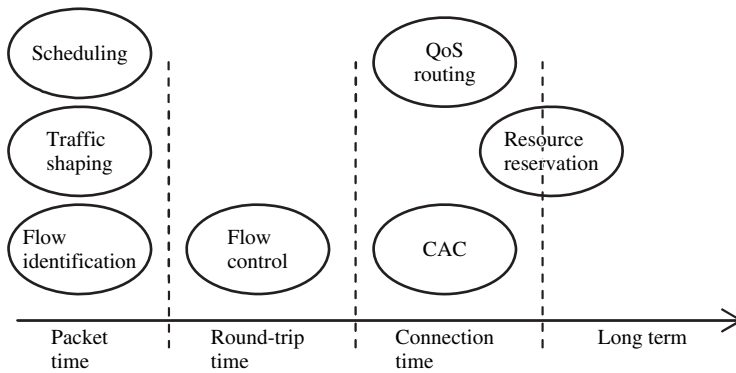 Scheduling
QoS
routing
Traffic
shaping
Resource
reservation
Flow
identification
Flow
control
CAC
Packet
time
Round-trip
time
Connection
time
Long term